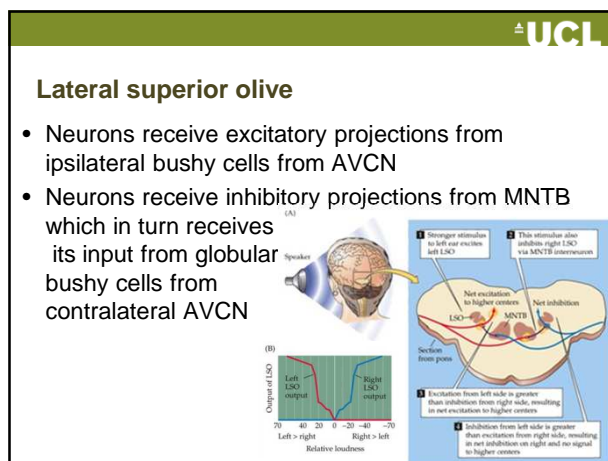 UCL
Lateral superior olive
• Neurons receive excitatory projections from
ipsilateral bushy cells from AVCN
• Neurons receive inhibitory projections from MNTB
which in turn receives
its input from globular
bushy cells from
contralateral AVCN
(A)
Speaker
1 Stronger stimulus
to left ear excites
left LSO
2 This stimulus also
inhibits right LSO
via MNTB interneuron
Net excitation
to higher centers
Net inhibition
LSO
MNTB
Section
from pons
3 Excitation from left side is greater
than inhibition from right side, resulting
in net excitation to higher centers
4 Inhibition from left side is greater
than excitation from right side, resulting
in net inhibition on right and no signal
to higher centers
(B)
Output of LSO
Left
LSO
output
Right
LSO
output
70 40 20 0 −20 −40 −70
Left > right Right > left
Relative loudness